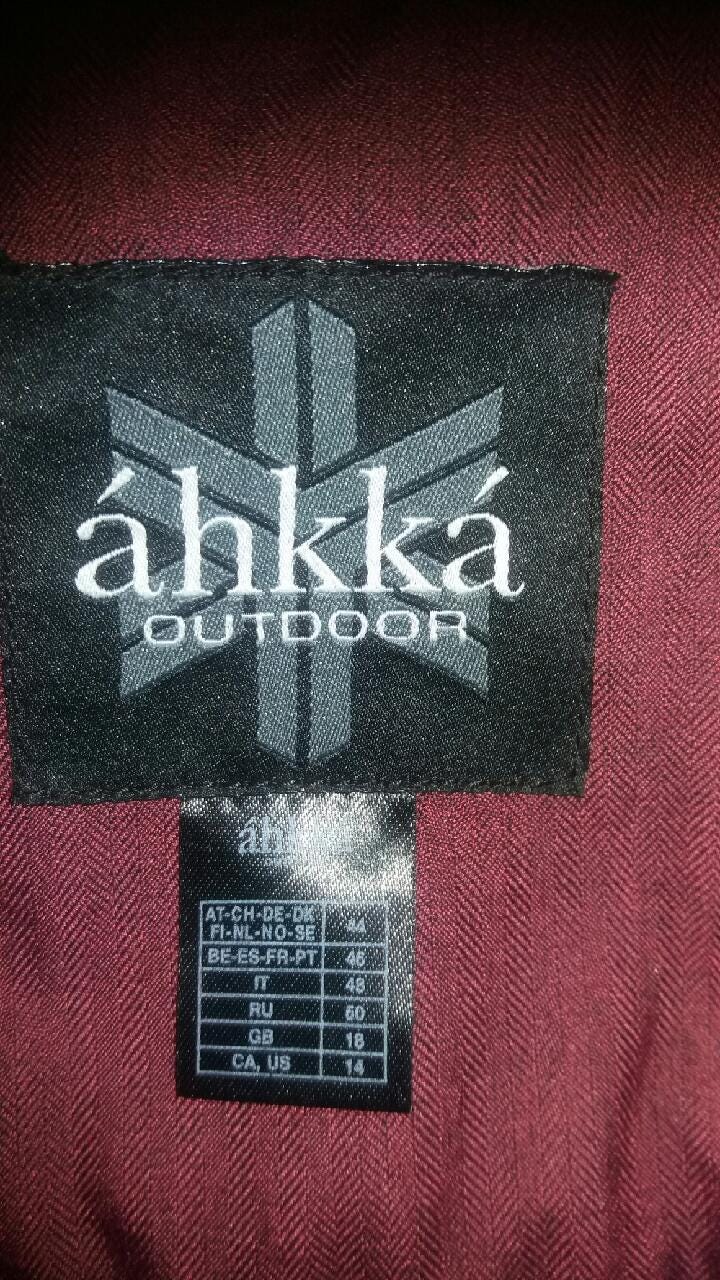 áhkká
OUTDOOR
AT-CH-DE-DK
FI-NL-NO-SE 44
BE-ES-FR-PT 46
IT 48
RU 50
GB 18
CA, US 14